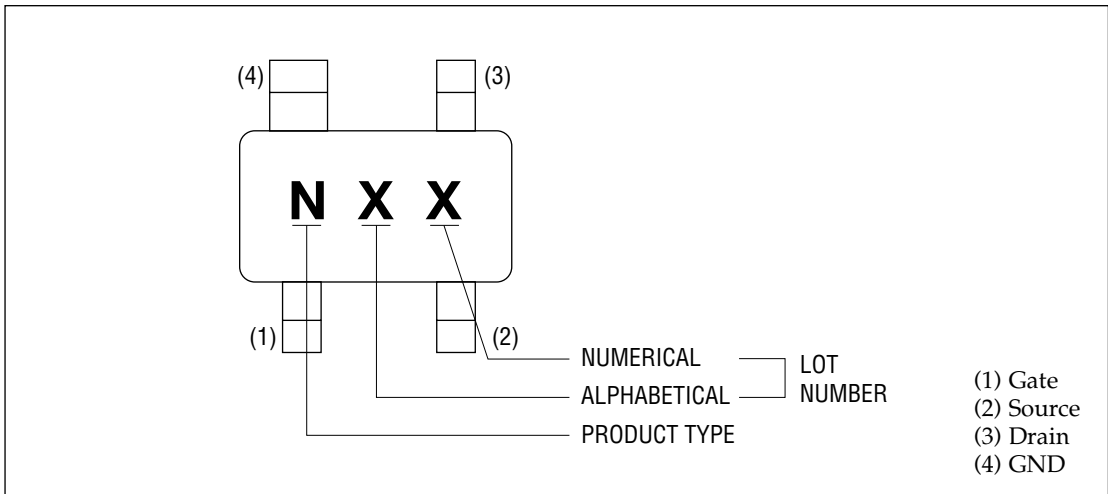 (4)
(3)
N X X
(1)
(2)
NUMERICAL
ALPHABETICAL
PRODUCT TYPE
LOT
NUMBER
(1) Gate
(2) Source
(3) Drain
(4) GND